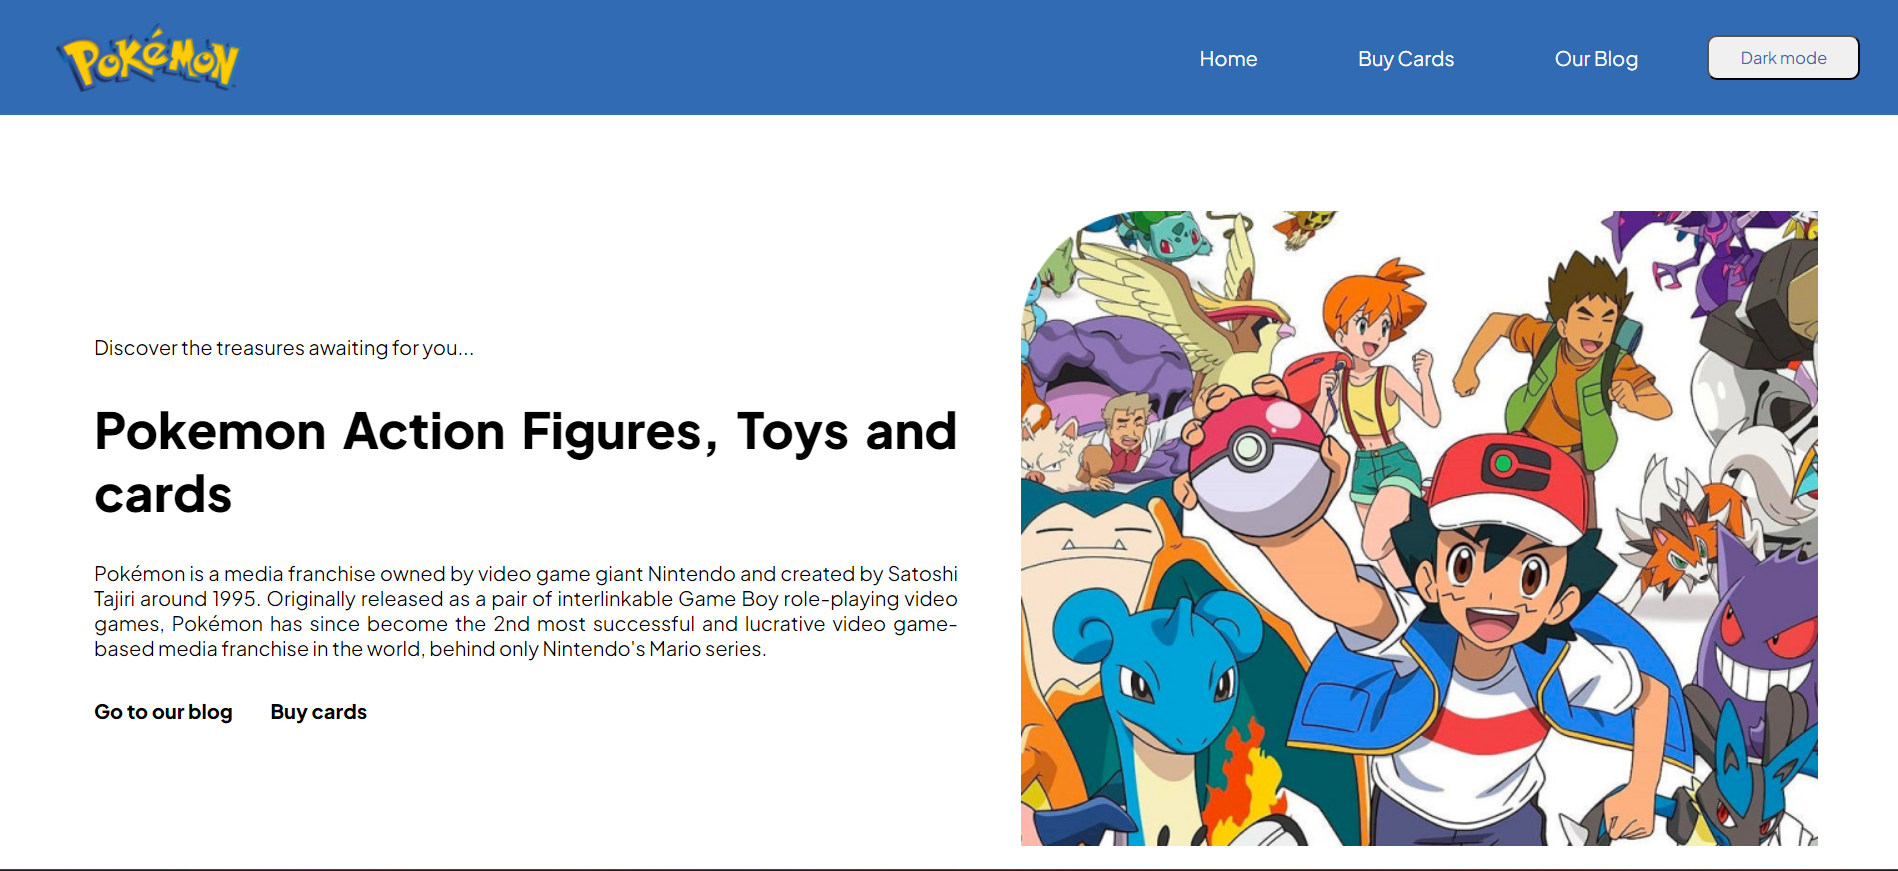 Pokémon
Home
Buy Cards
Our Blog
Dark mode
Discover the treasures awaiting for you...
Pokemon Action Figures, Toys and
cards
Pokémon is a media franchise owned by video game giant Nintendo and created by Satoshi
Tajiri around 1995. Originally released as a pair of interlinkable Game Boy role-playing video
games, Pokémon has since become the 2nd most successful and lucrative video game-
based media franchise in the world, behind only Nintendo's Mario series.
Go to our blog
Buy cards